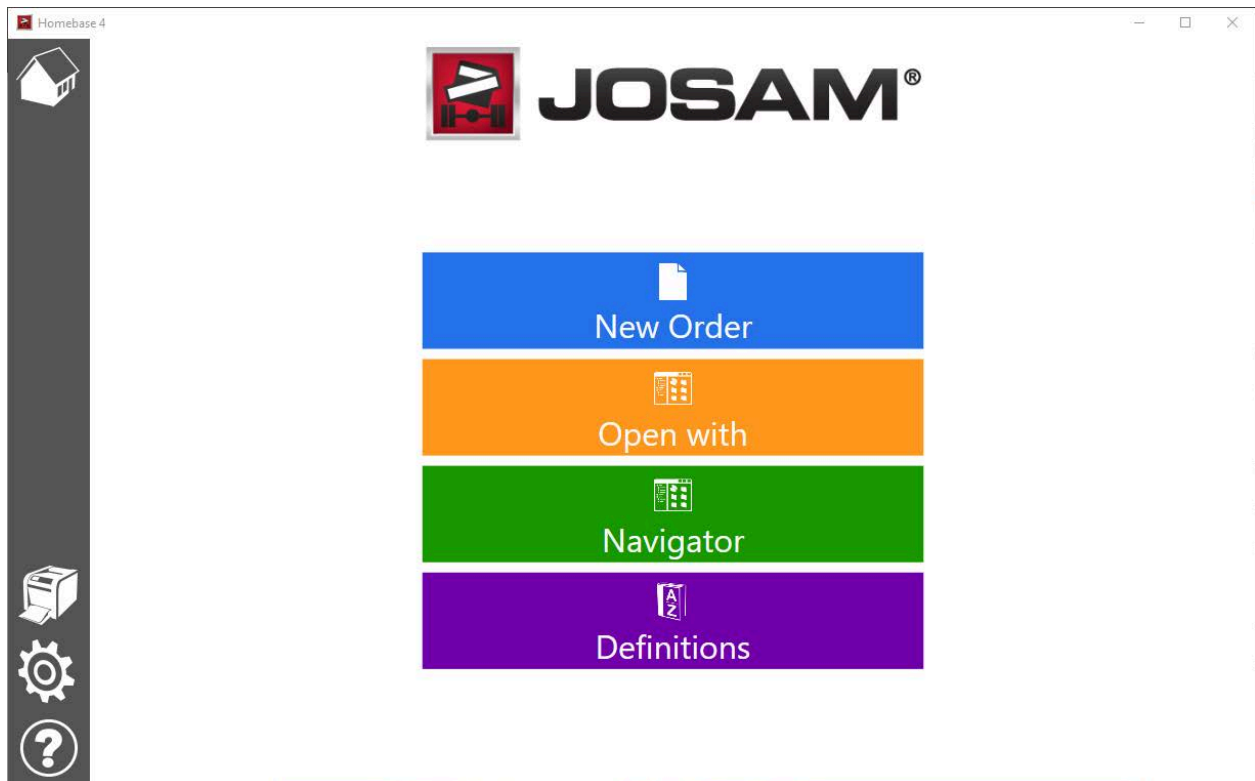 Homebase 4
JOSAM®
New Order
Open with
Navigator
A
Z
Definitions
?